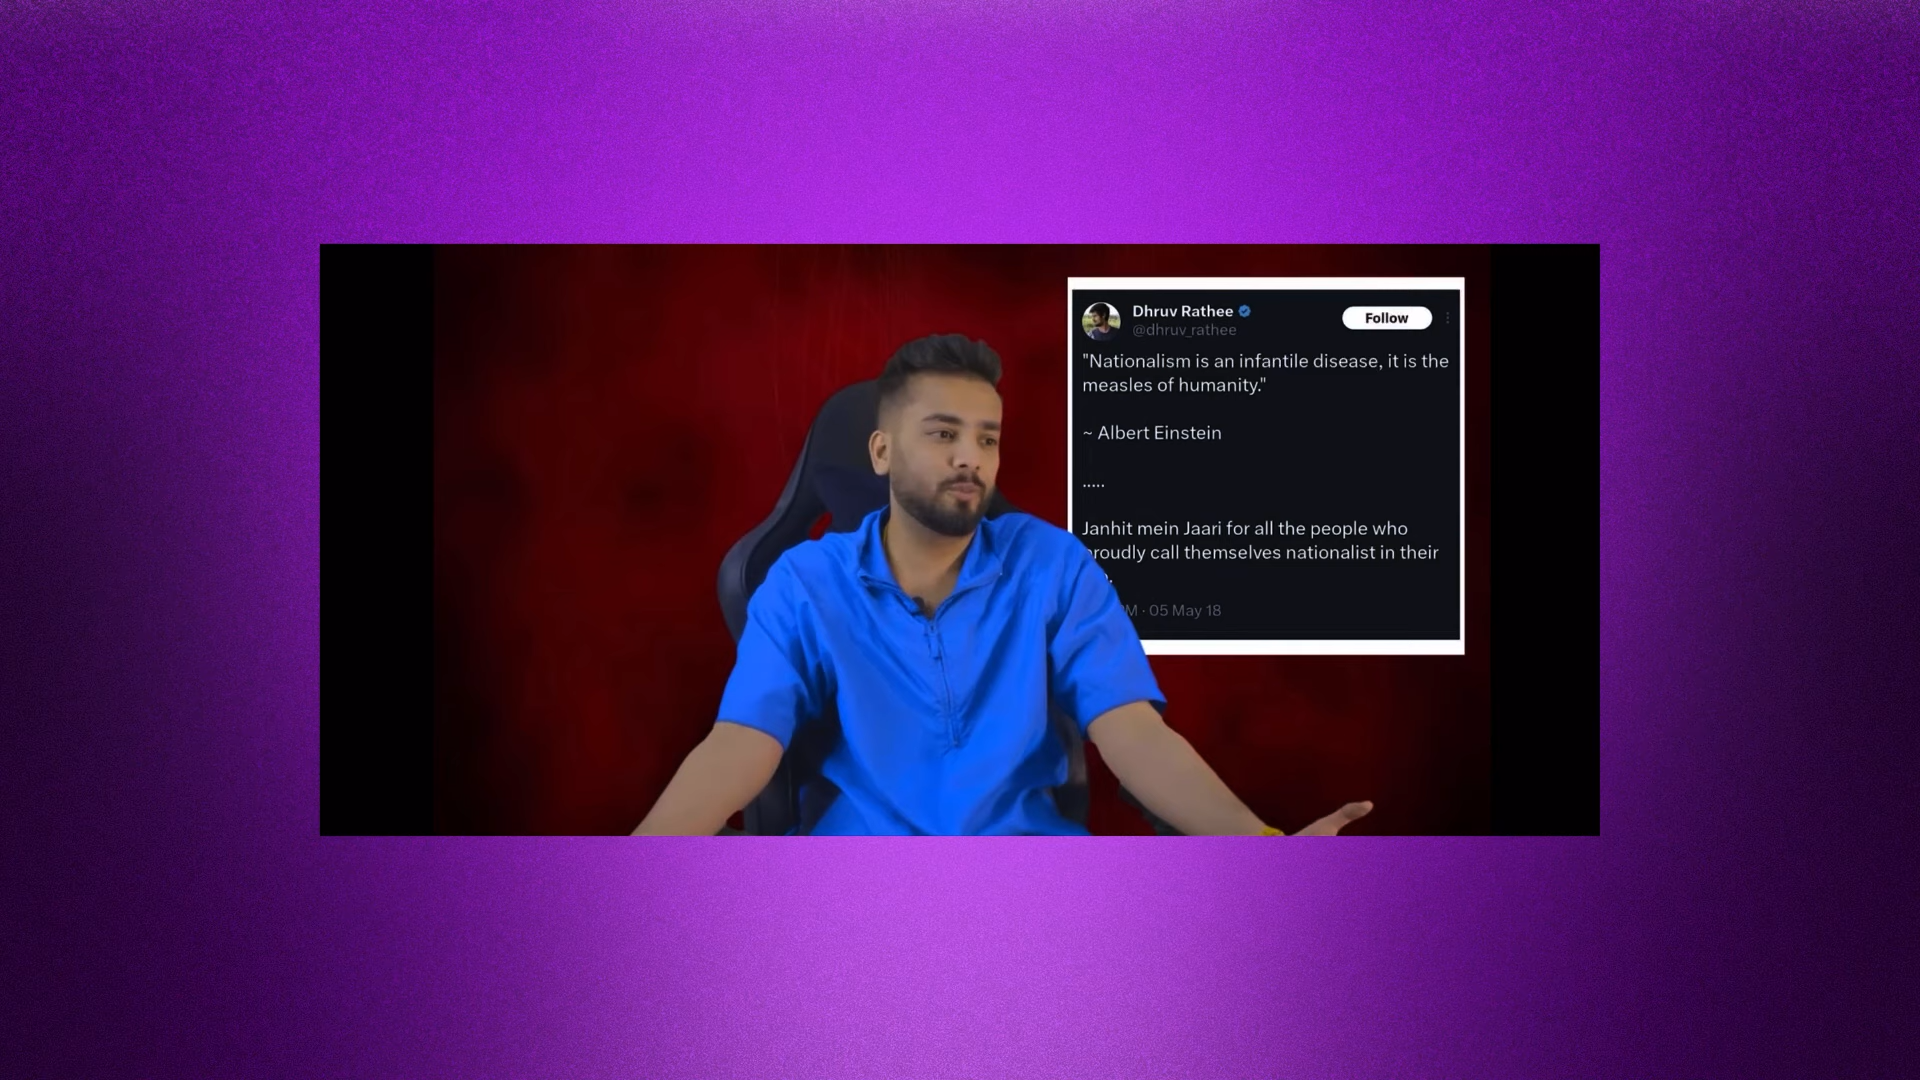 Dhruv Rathee
@dhruv_rathee
Follow
"Nationalism is an infantile disease, it is the
measles of humanity."
~ Albert Einstein
.....
Janhit mein Jaari for all the people who
proudly call themselves nationalist in their
M · 05 May 18